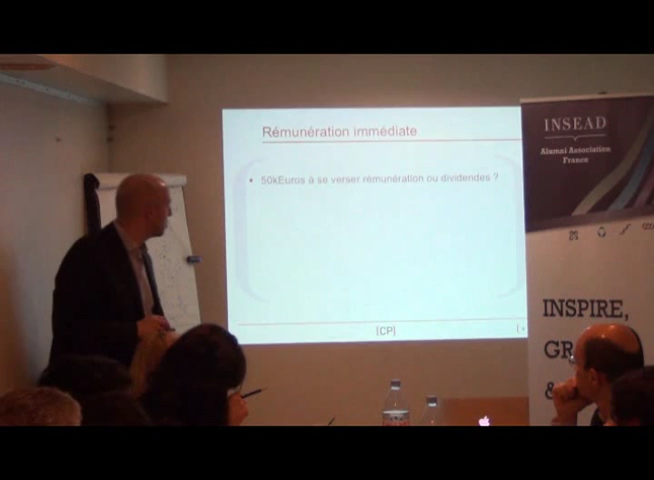 Rémunération immédiate
• 50kEuros à se verser rémunération ou dividendes ?
[CP]
INSEAD
Alumni Association
France
INSPIRE,
GR
&